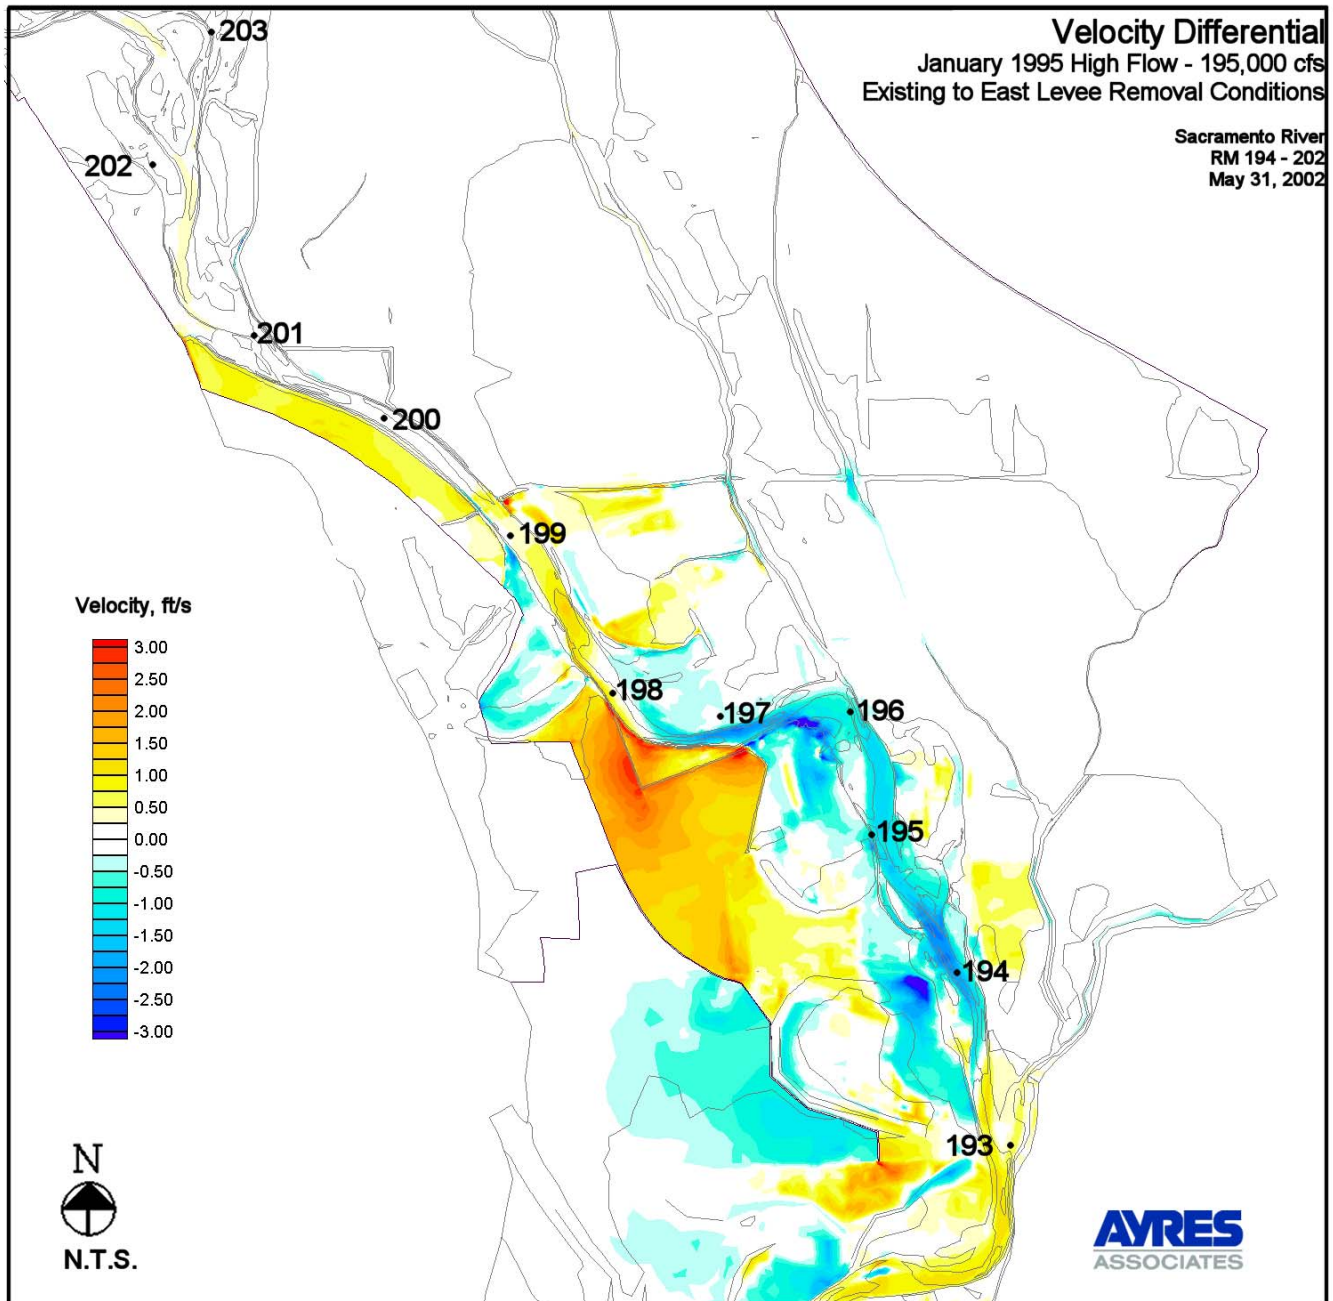 Velocity Differential
January 1995 High Flow - 195,000 cfs
Existing to East Levee Removal Conditions
Sacramento River
RM 194 - 202
May 31, 2002
203
202
201
200
199
198
197
196
195
194
193
Velocity, ft/s
3.00
2.50
2.00
1.50
1.00
0.50
0.00
-0.50
-1.00
-1.50
-2.00
-2.50
-3.00
N
N.T.S.
AYRES
ASSOCIATES